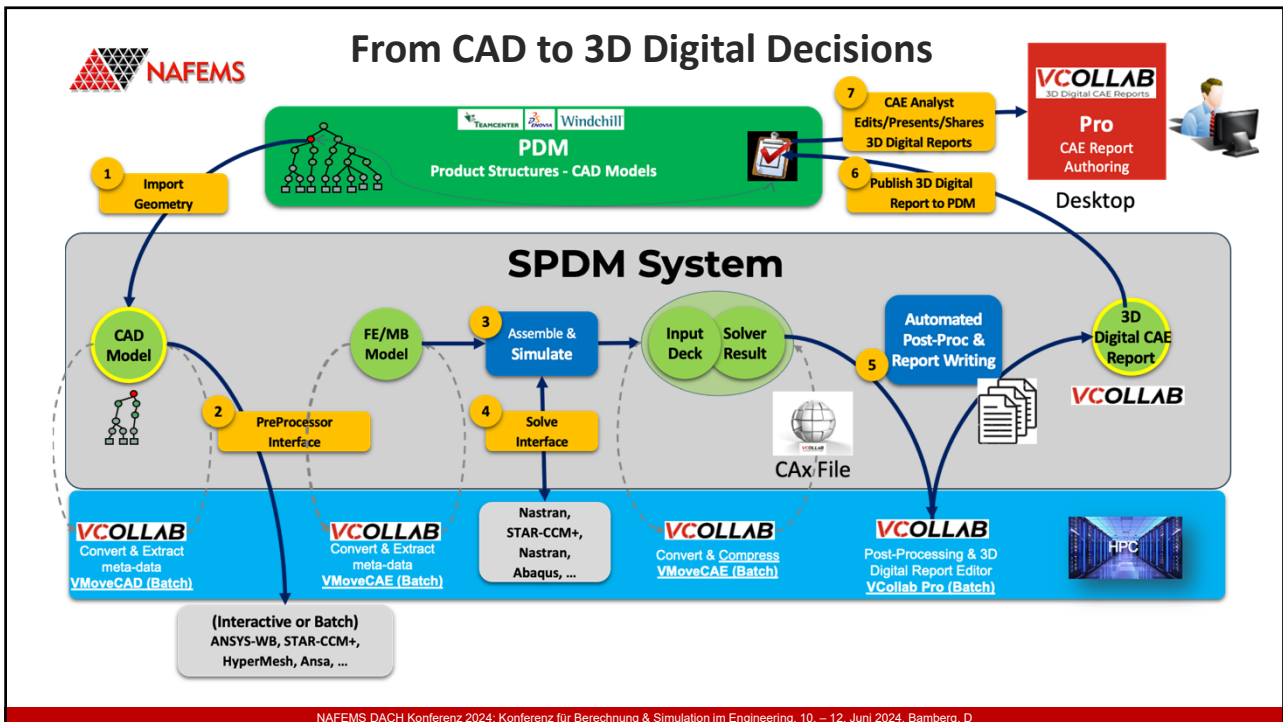 From CAD to 3D Digital Decisions
NAFEMS
TEAMCENTER
ENOVIA
Windchill
PDM
Product Structures - CAD Models
7
CAE Analyst
Edits/Presents/Shares
3D Digital Reports
VCOLLAB
3D Digital CAE Reports
Pro
CAE Report
Authoring
Desktop
1
Import
Geometry
6
Publish 3D Digital
Report to PDM
SPDM System
CAD
Model
FE/MB
Model
3
Assemble &
Simulate
Input
Deck
Solver
Result
Automated
Post-Proc &
Report Writing
5
3D
Digital CAE
Report
VCOLLAB
2
PreProcessor
Interface
4
Solve
Interface
VCOLLAB
CAx File
VCOLLAB
Convert & Extract
meta-data
VMoveCAD (Batch)
VCOLLAB
Convert & Extract
meta-data
VMoveCAE (Batch)
Nastran,
STAR-CCM+,
Nastran,
Abaqus, ...
VCOLLAB
Convert & Compress
VMoveCAE (Batch)
VCOLLAB
Post-Processing & 3D
Digital Report Editor
VCollab Pro (Batch)
HPC
(Interactive or Batch)
ANSYS-WB, STAR-CCM+,
HyperMesh, Ansa, ...
NAFEMS DACH Konferenz 2024: Konferenz für Berechnung & Simulation im Engineering, 10. – 12. Juni 2024, Bamberg, D